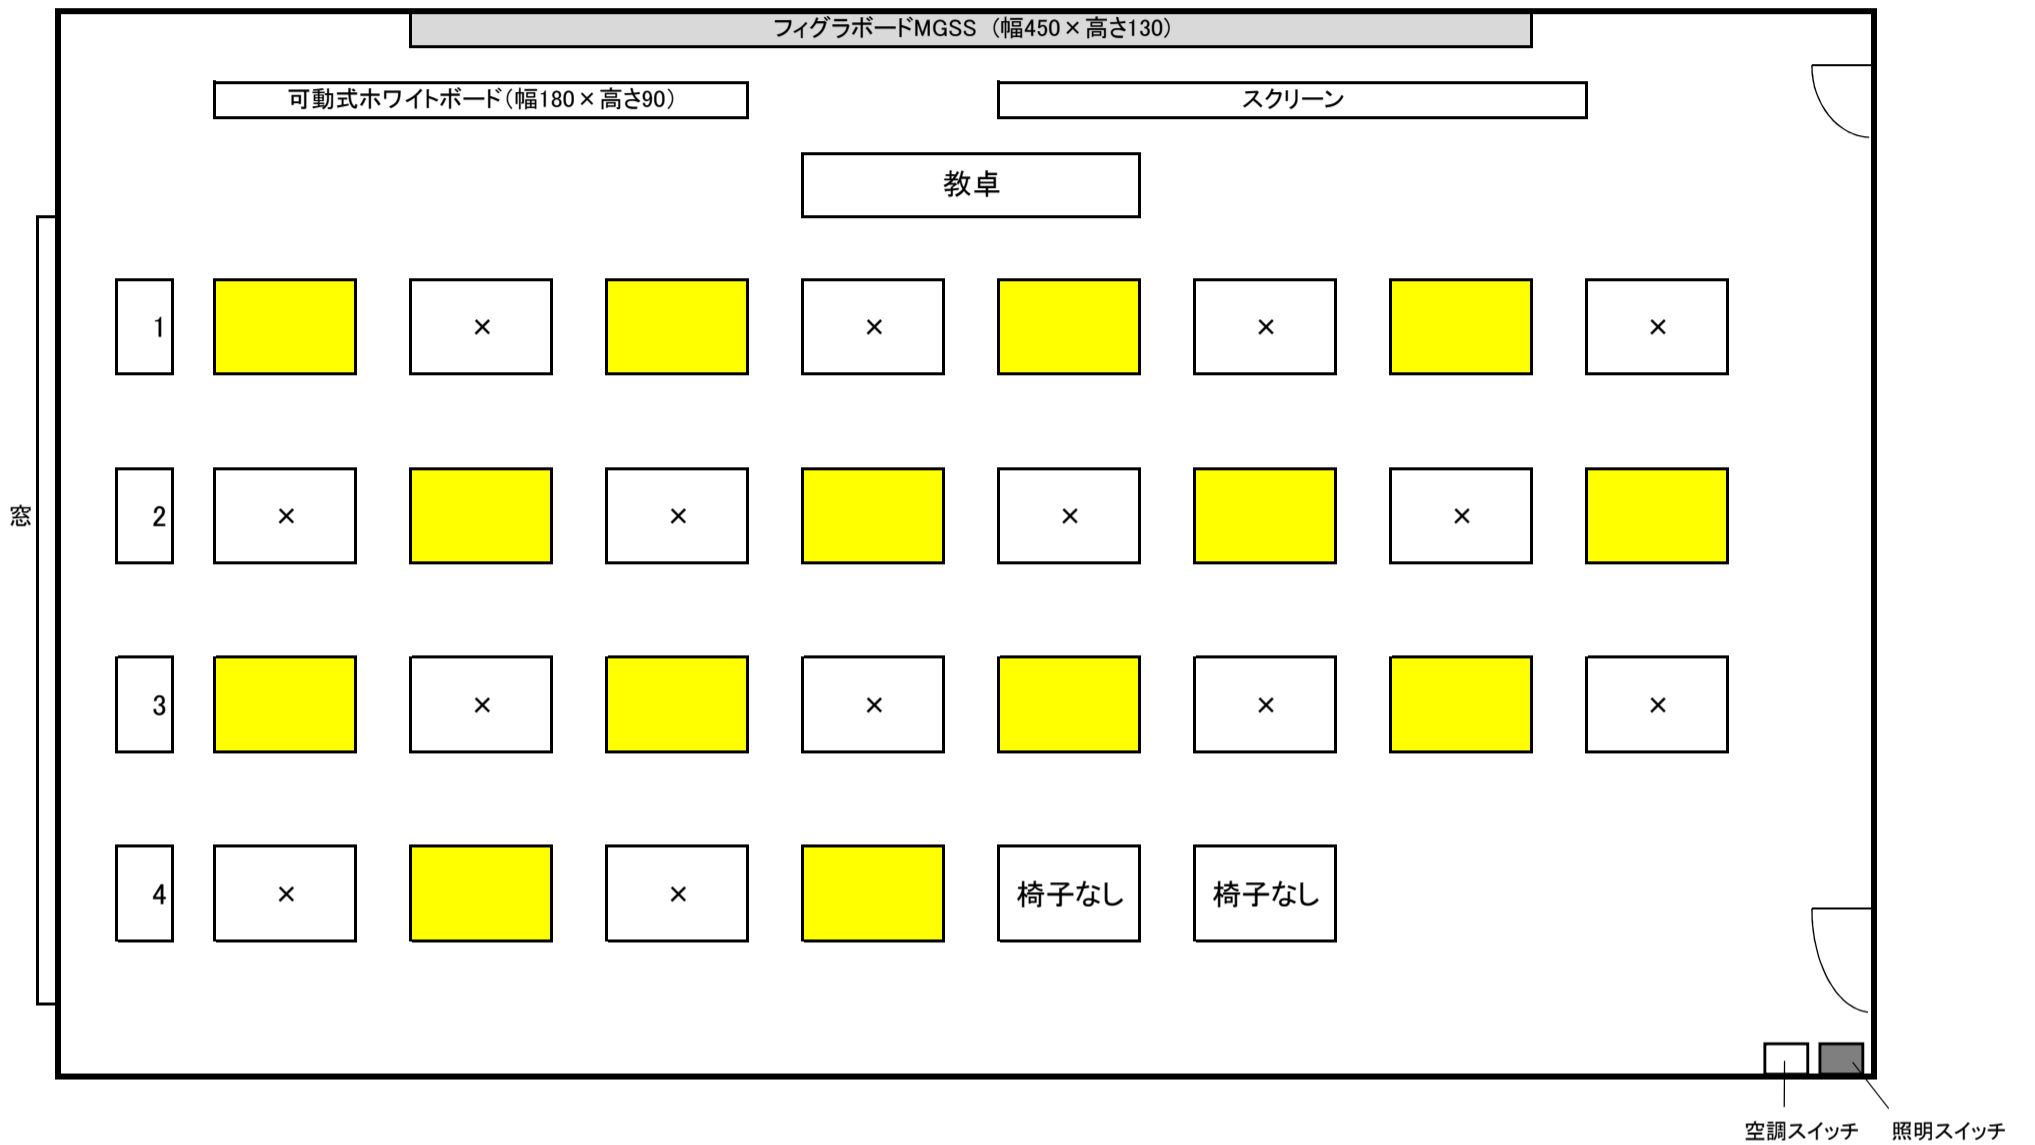 フィグラボードMGSS （幅450×高さ130）
可動式ホワイトボード（幅180×高さ90）
スクリーン
教卓
窓
1 × × × ×
2 × × × ×
3 × × × ×
4 × × 椅子なし 椅子なし
空調スイッチ 照明スイッチ